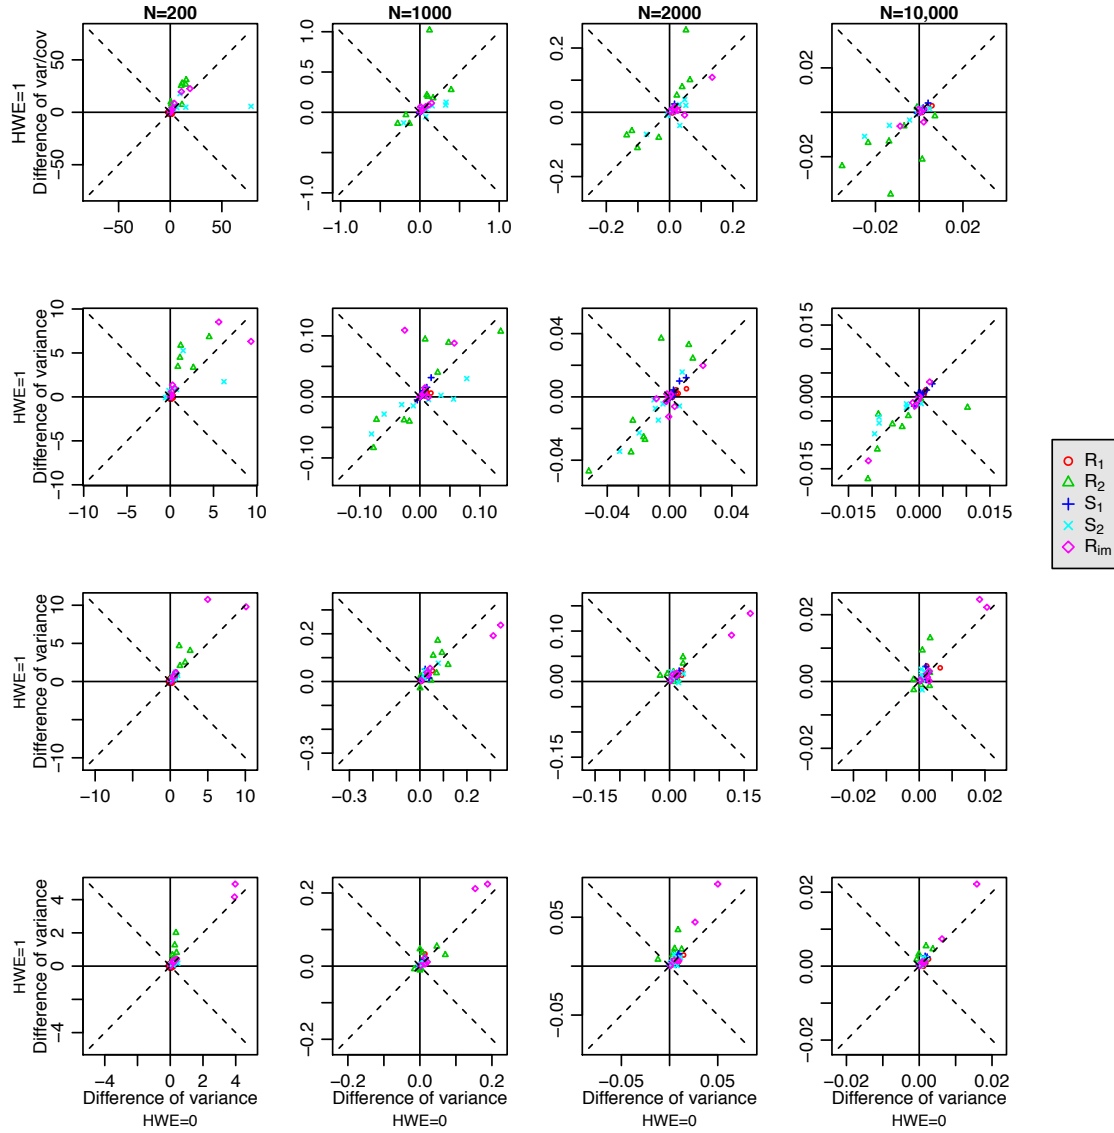 N=200 N=1000 N=2000 N=10,000
HWE=1
Difference of var/cov
−50 0 50
−50 0 50
−1.0 0.0 0.5 1.0
−1.0 0.0 1.0
−0.2 0.0 0.2
−0.2 0.0 0.2
−0.02 0.02
−0.02 0.02
HWE=1
Difference of variance
−10 −5 0 5 10
−10 −5 0 5 10
−0.10 0.00 0.10
−0.10 0.00 0.10
−0.04 0.00 0.04
−0.04 0.00 0.04
−0.015 0.000 0.015
−0.015 0.000 0.015
R1
R2
S1
S2
Rim
HWE=1
Difference of variance
−10 0 5 10
−10 0 5 10
−0.3 0.0 0.2
−0.3 0.0 0.2
−0.15 0.00 0.10
−0.15 0.00 0.15
−0.02 0.00 0.02
−0.02 0.00 0.02
HWE=1
Difference of variance
−4 −2 0 2 4
−4 −2 0 2 4
−0.2 0.0 0.2
−0.2 0.0 0.2
−0.05 0.05
−0.05 0.05
−0.02 0.00 0.02
−0.02 0.00 0.02
Difference of variance Difference of variance Difference of variance Difference of variance
HWE=0 HWE=0 HWE=0 HWE=0